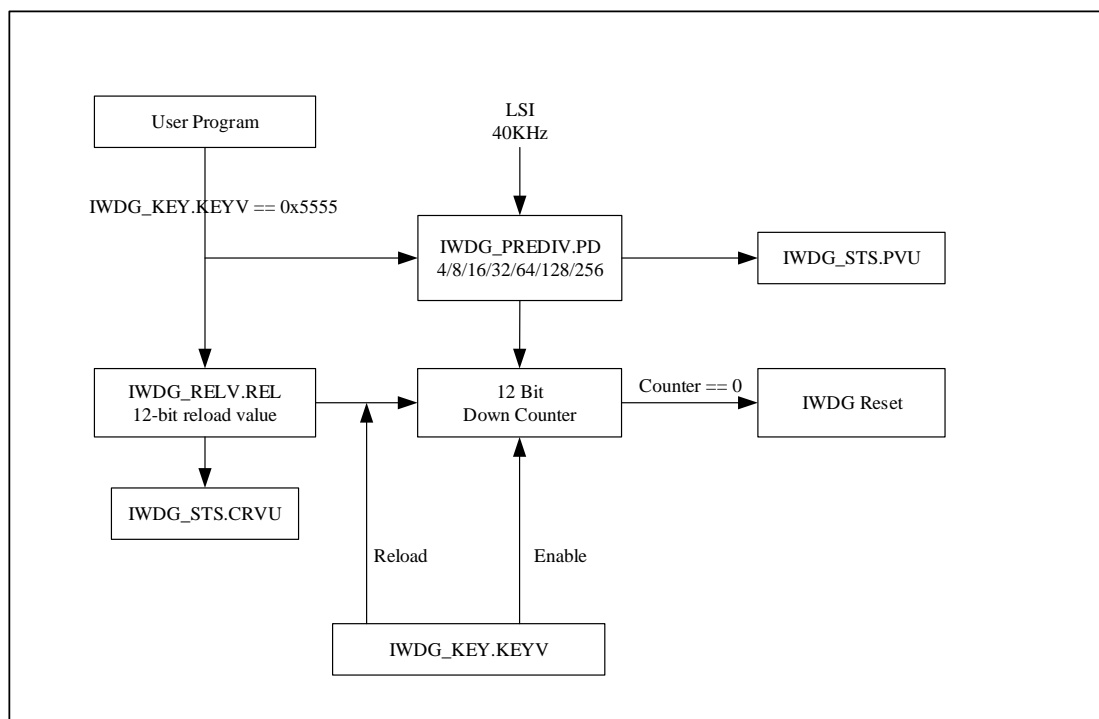 User Program
LSI
40KHz
IWDG_KEY.KEYV == 0x5555
IWDG_PREDIV.PD
4/8/16/32/64/128/256
IWDG_STS.PVU
IWDG_RELV.REL
12-bit reload value
12 Bit
Down Counter
Counter == 0
IWDG Reset
IWDG_STS.CRVU
Reload
Enable
IWDG_KEY.KEYV